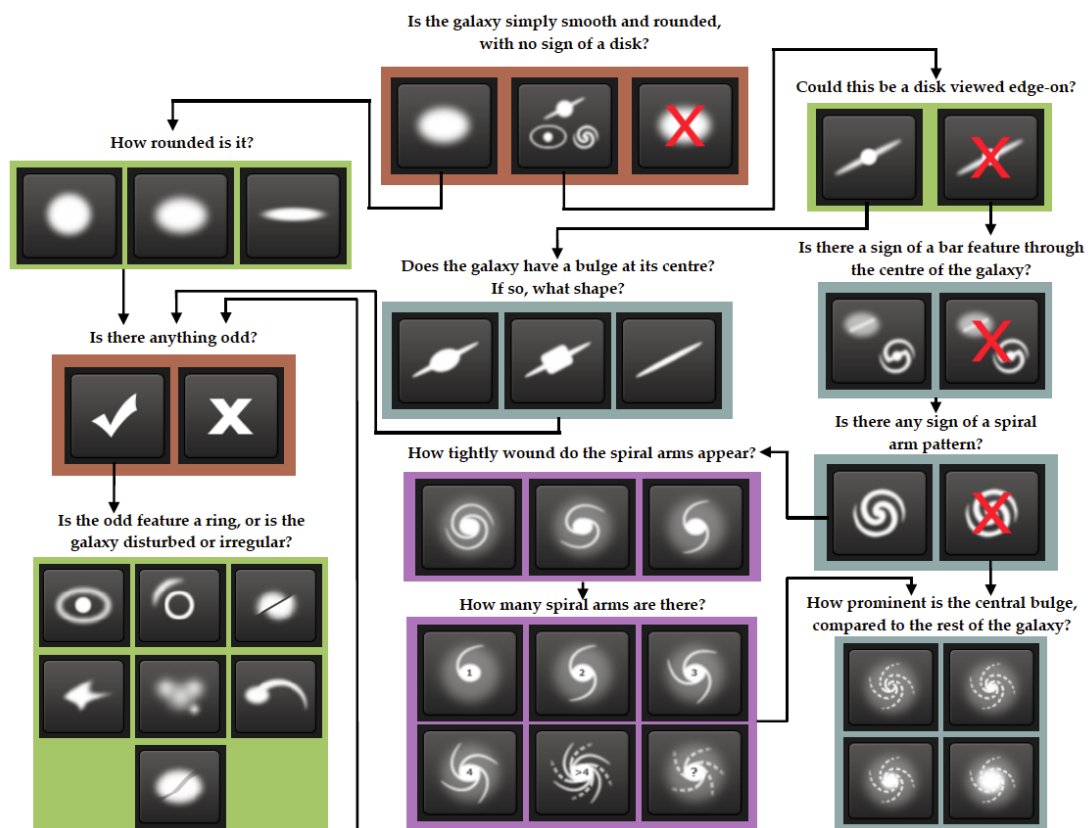 Is the galaxy simply smooth and rounded,
with no sign of a disk?
Could this be a disk viewed edge-on?
How rounded is it?
Is there a sign of a bar feature through
the centre of the galaxy?
Does the galaxy have a bulge at its centre?
If so, what shape?
Is there anything odd?
Is there any sign of a spiral
arm pattern?
How tightly wound do the spiral arms appear?
Is the odd feature a ring, or is the
galaxy disturbed or irregular?
How many spiral arms are there?
1
2
3
4
>4
?
How prominent is the central bulge,
compared to the rest of the galaxy?